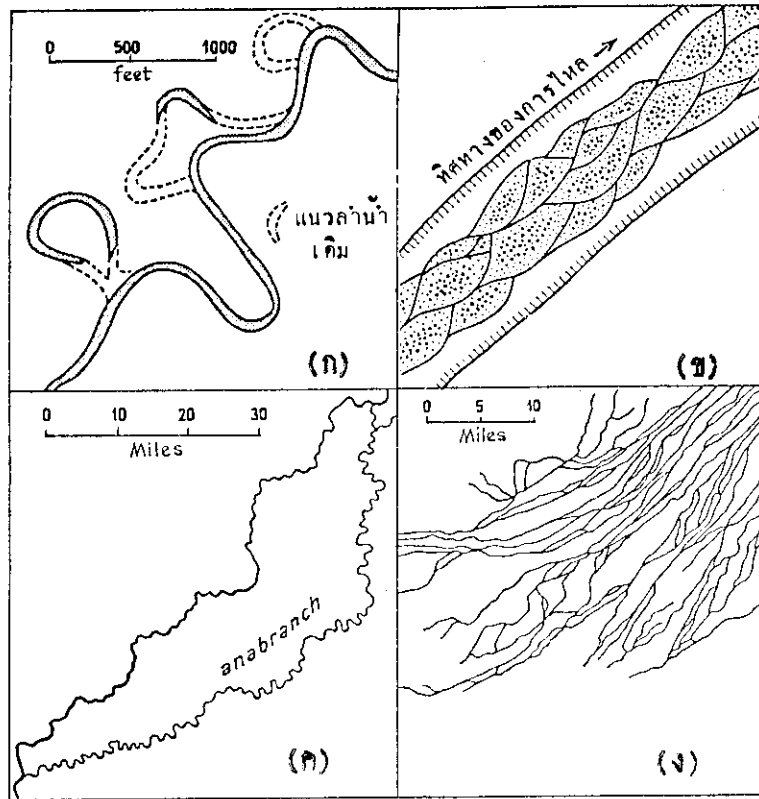 0 500 1000
feet
ทิศทางของการไหล →
แนวลำน้ำ
เดิม
(ก)
(ข)
0 10 20 30
Miles
0 5 10
Miles
anabranch
(ค)
(ง)